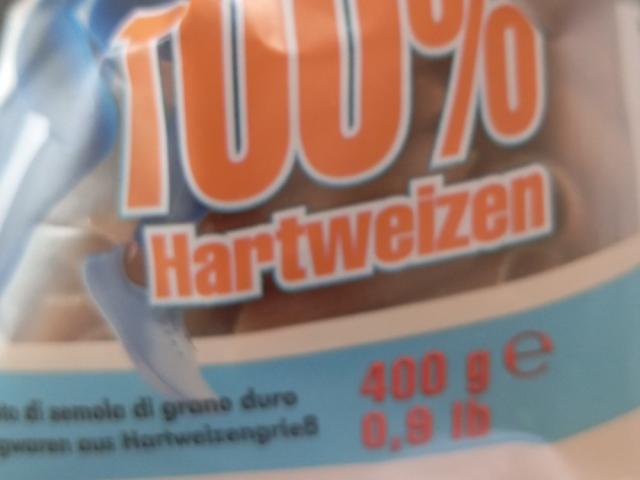 100%
Hartweizen
di semola di grano duro
aus Hartweizengrieß
400 g e
0,9 lb